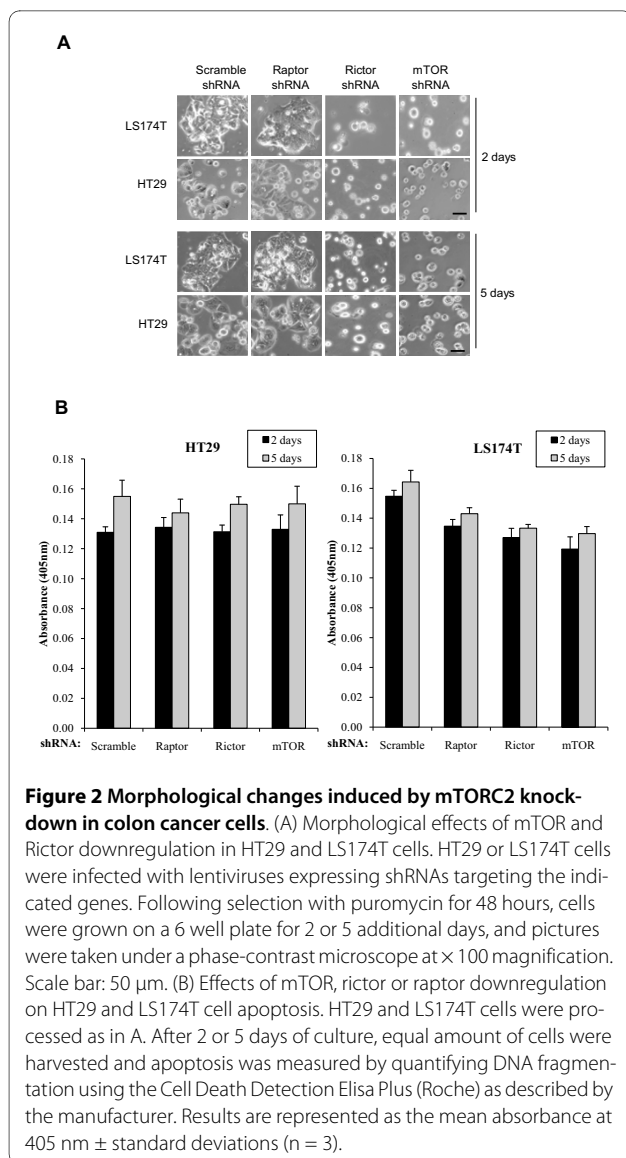 A
Scramble shRNA
Raptor shRNA
Rictor shRNA
mTOR shRNA
LS174T
HT29
2 days
LS174T
HT29
5 days
B
HT29
2 days
5 days
Absorbance (405nm)
0.18
0.16
0.14
0.12
0.10
0.08
0.06
0.04
0.02
0.00
shRNA:
Scramble
Raptor
Rictor
mTOR
LS174T
2 days
5 days
Absorbance (405nm)
0.18
0.16
0.14
0.12
0.10
0.08
0.06
0.04
0.02
0.00
Scramble
Raptor
Rictor
mTOR
Figure 2 Morphological changes induced by mTORC2 knock-
down in colon cancer cells. (A) Morphological effects of mTOR and
Rictor downregulation in HT29 and LS174T cells. HT29 or LS174T cells
were infected with lentiviruses expressing shRNAs targeting the indi-
cated genes. Following selection with puromycin for 48 hours, cells
were grown on a 6 well plate for 2 or 5 additional days, and pictures
were taken under a phase-contrast microscope at × 100 magnification.
Scale bar: 50 μm. (B) Effects of mTOR, rictor or raptor downregulation
on HT29 and LS174T cell apoptosis. HT29 and LS174T cells were pro-
cessed as in A. After 2 or 5 days of culture, equal amount of cells were
harvested and apoptosis was measured by quantifying DNA fragmen-
tation using the Cell Death Detection Elisa Plus (Roche) as described by
the manufacturer. Results are represented as the mean absorbance at
405 nm ± standard deviations (n = 3).